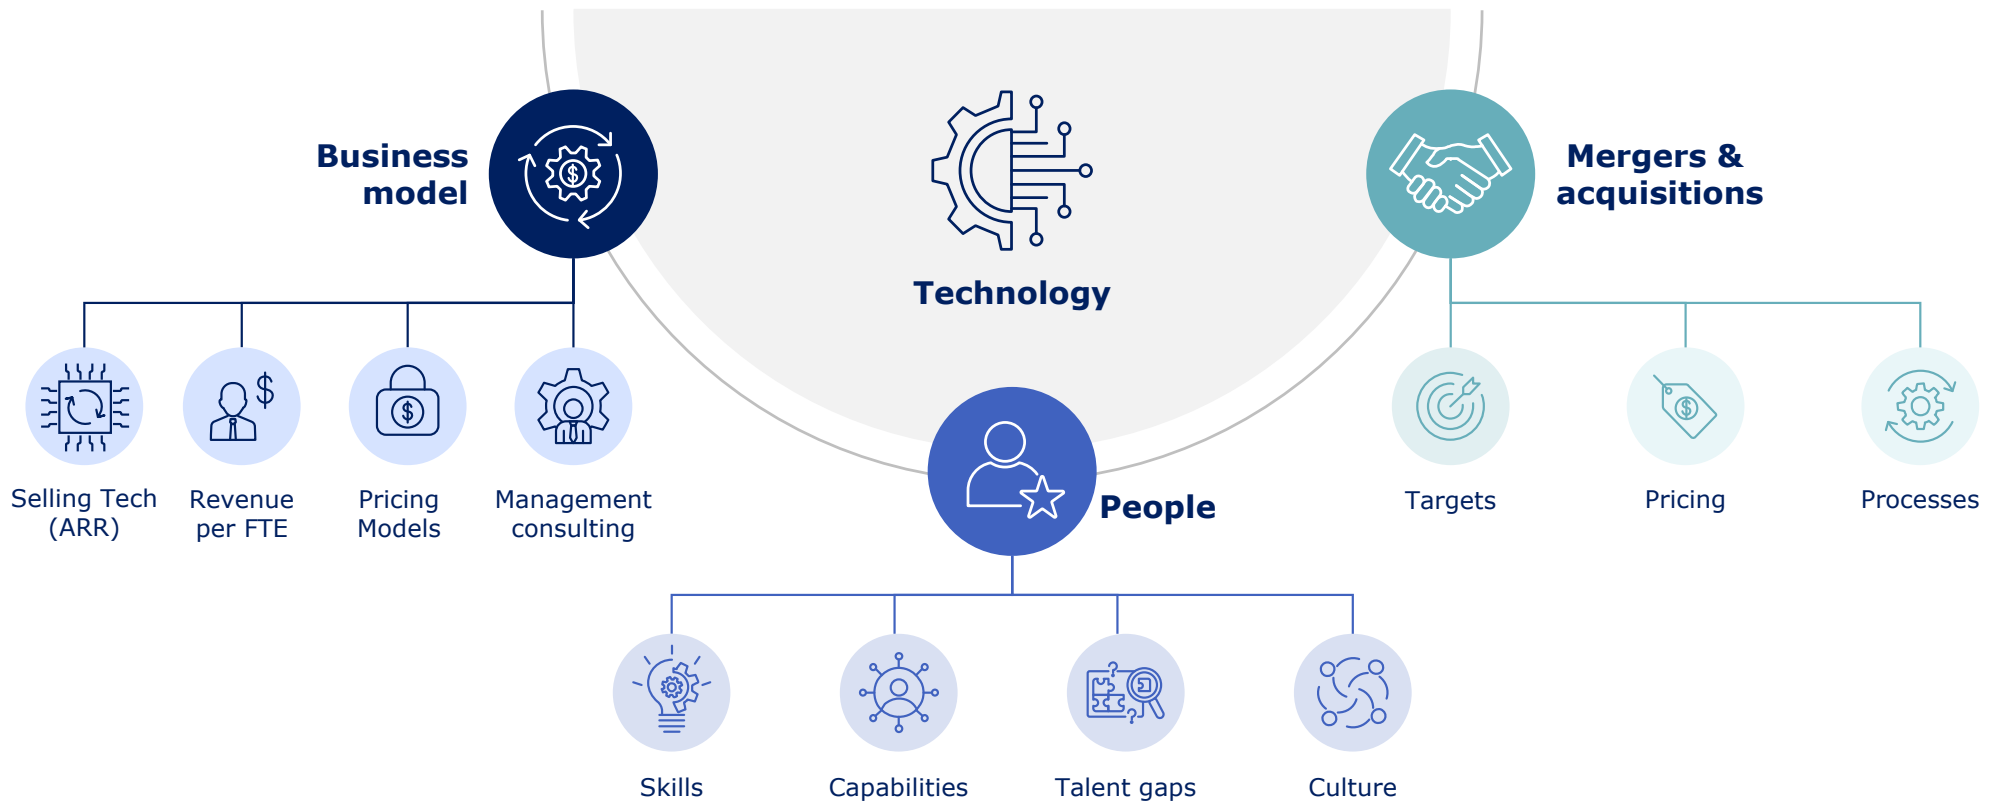 Business
model
Technology
Mergers &
acquisitions
Selling Tech
(ARR)
Revenue
per FTE
Pricing
Models
Management
consulting
People
Targets
Pricing
Processes
Skills
Capabilities
Talent gaps
Culture